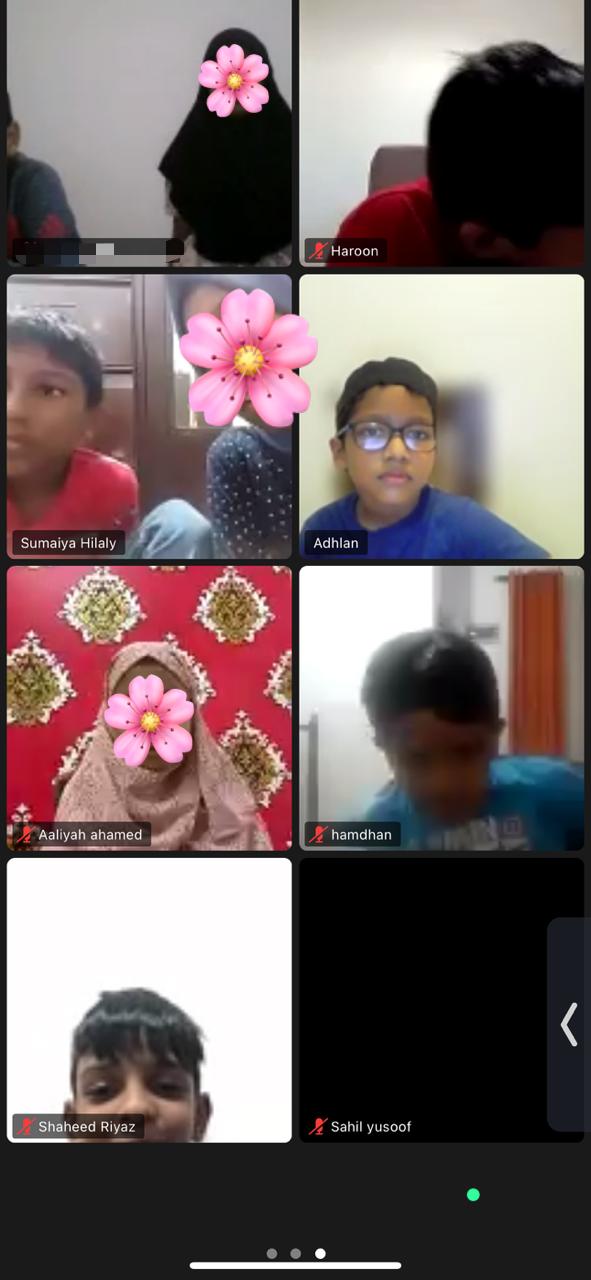 Haroon
Sumaiya Hilaly
Adhlan
Aaliyah ahamed
hamdhan
Shaheed Riyaz
Sahil yusoof